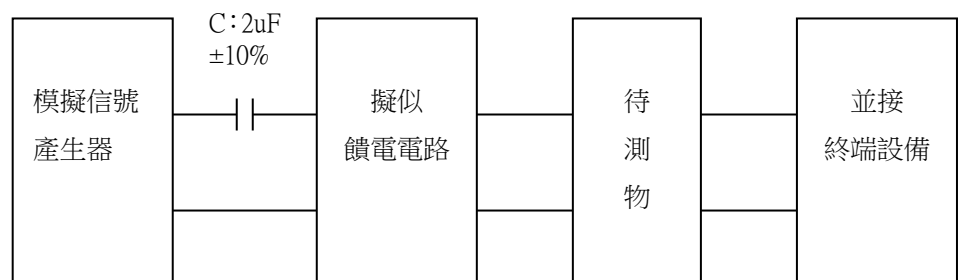 C:2uF
±10%
模擬信號
產生器
擬似
饋電電路
待
測
物
並接
終端設備